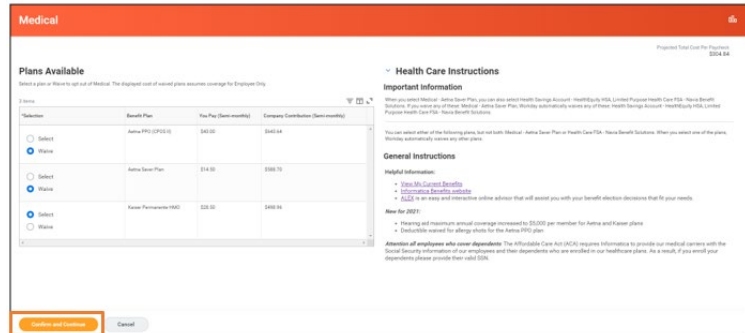 Medical
Projected Total Cost Per Paycheck
$554.84
Plans Available
Select a plan or Waive to opt out of Medical. The displayed cost of waived plans assumes coverage for Employee Only.
3 items
*Selection
Benefit Plan
You Pay (Semi-monthly)
Company Contribution (Semi-monthly)
Select
Waive
Aetna PPO (CPOS II)
Select
Waive
Aetna Saver Plan
$14.50
Select
Waive
Kaiser Permanente HMO
Health Care Instructions
Important Information
When you select Medical - Aetna Saver Plan, you can also select Health Savings Account - HealthEquity HSA, Limited Purpose Health Care FSA - Navia Benefit
Solutions. If you waive any of these, Medical - Aetna Saver Plan, Workday automatically waives any of these: Health Savings Account - HealthEquity HSA, Limited
Purpose Health Care FSA - Navia Benefit Solutions.
You can select either of the following plans, but not both: Medical - Aetna Saver Plan or Health Care FSA - Navia Benefit Solutions. When you select one of the plans,
Workday automatically waives any other plans.
General Instructions
Helpful Information:
View My Current Benefits
Informatica Benefits website
ALEX is an easy and interactive online advisor that will assist you with your benefit election decisions that fit your needs.
New for 2021:
Hearing aid maximum annual coverage increased to $5,000 per member for Aetna and Kaiser plans
Deductible waived for allergy shots for the Aetna PPO plan
Attention all employees who cover dependents: The Affordable Care Act (ACA) requires Informatica to provide our medical carriers with the
Social Security information of our employees and their dependents who are enrolled in our healthcare plans. As a result, if you enroll your
dependents please provide their valid SSN.
Confirm and Continue
Cancel